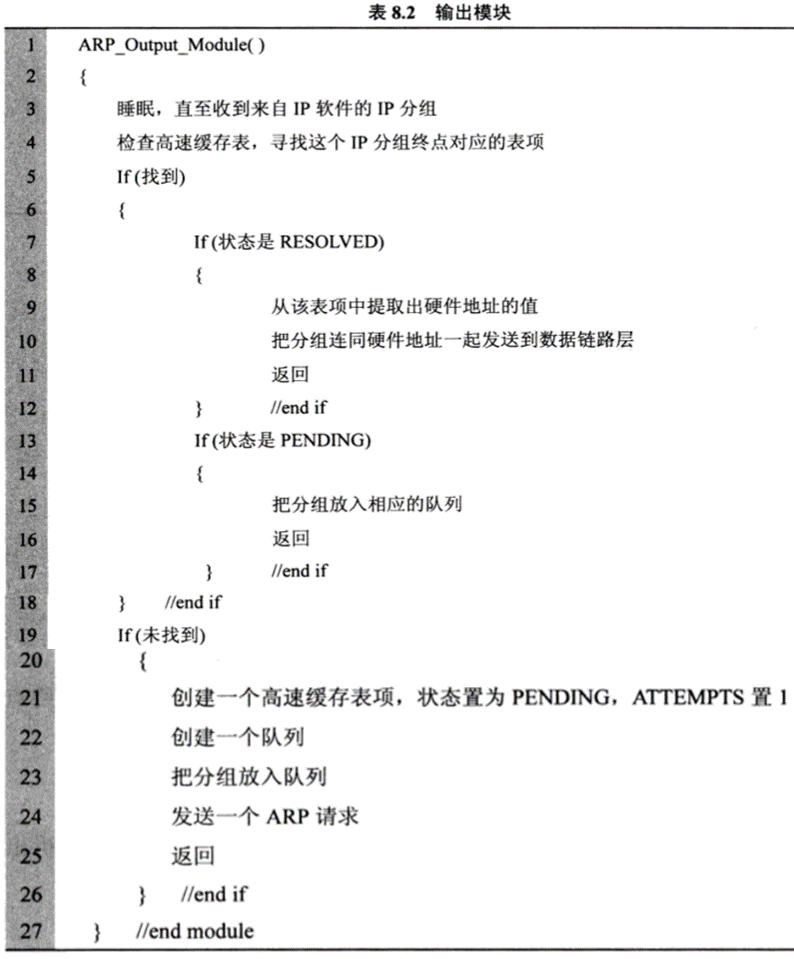 表 8.2 输出模块
1 ARP_Output_Module( )
2 {
3 睡眠，直至收到来自 IP 软件的 IP 分组
4 检查高速缓存表，寻找这个 IP 分组终点对应的表项
5 If (找到)
6 {
7 If (状态是 RESOLVED)
8 {
9 从该表项中提取出硬件地址的值
10 把分组连同硬件地址一起发送到数据链路层
11 返回
12 } //end if
13 If (状态是 PENDING)
14 {
15 把分组放入相应的队列
16 返回
17 } //end if
18 } //end if
19 If (未找到)
20 {
21 创建一个高速缓存表项，状态置为 PENDING，ATTEMPTS 置 1
22 创建一个队列
23 把分组放入队列
24 发送一个 ARP 请求
25 返回
26 } //end if
27 } //end module